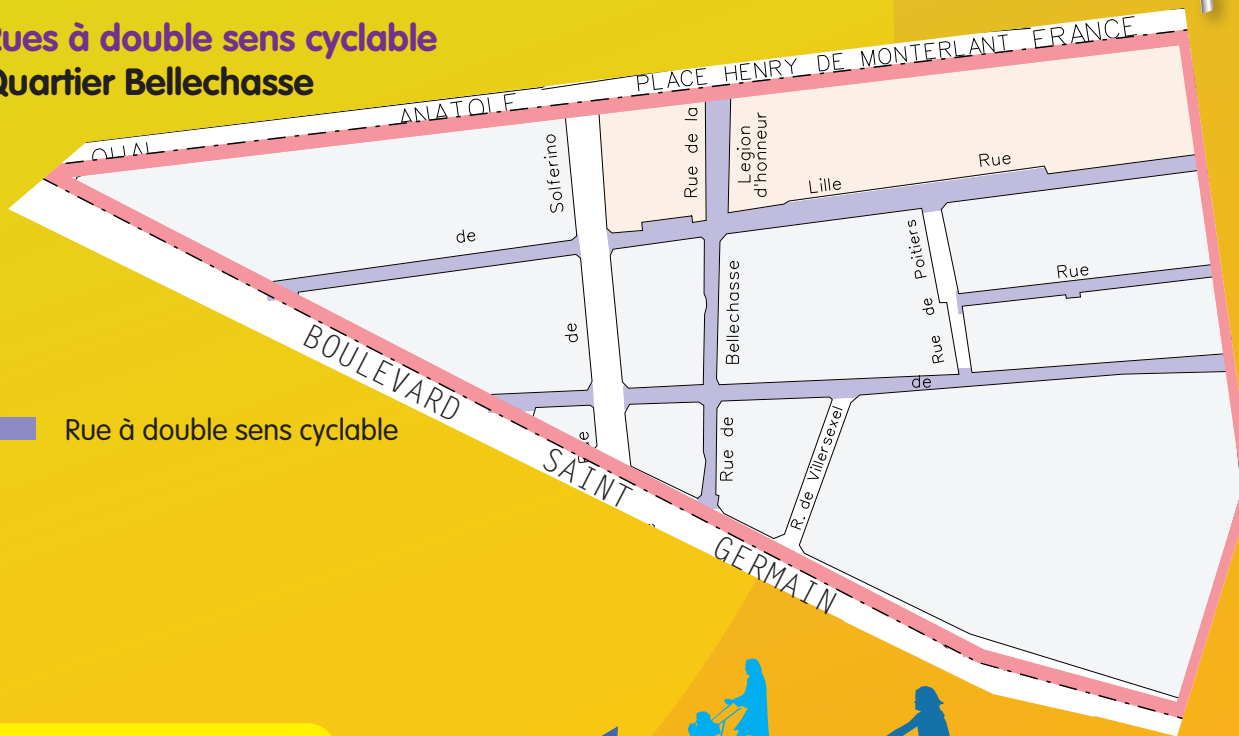 Rues à double sens cyclable
Quartier Bellechasse
QUAI
ANATOLE
PLACE HENRY DE MONTERLANT
FRANCE
Solferino
de
Rue de la
Legion
d'honneur
Lille
Rue
de
Bellechasse
Rue de
Poitiers
de
Rue
Rue
de
R. de Villersexel
BOULEVARD
SAINT
GERMAIN
Rue à double sens cyclable